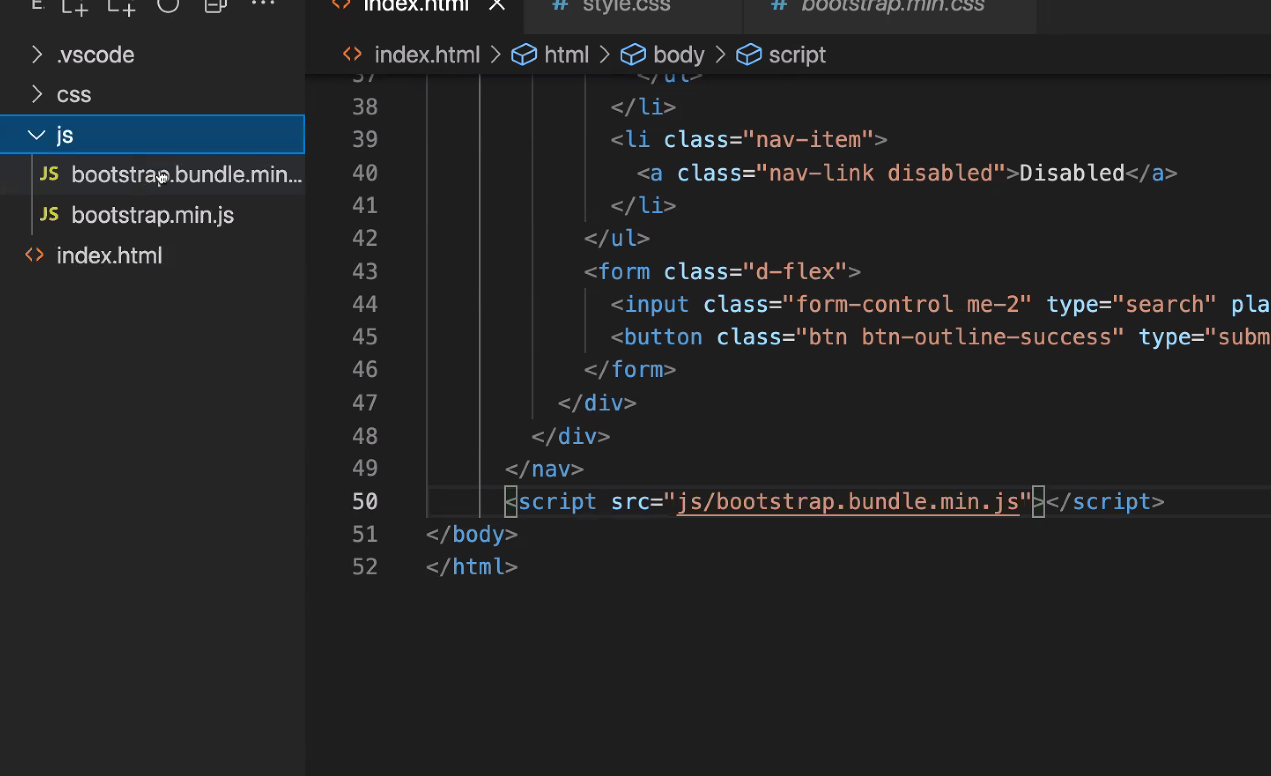 index.html
style.css
bootstrap.min.css
.vscode
css
js
JS bootstrap.bundle.min...
JS bootstrap.min.js
index.html
index.html > html > body > script
37 </ul>
38 </li>
39 <li class="nav-item">
40 <a class="nav-link disabled">Disabled</a>
41 </li>
42 </ul>
43 <form class="d-flex">
44 <input class="form-control me-2" type="search" pla
45 <button class="btn btn-outline-success" type="subm
46 </form>
47 </div>
48 </div>
49 </nav>
50 <script src="js/bootstrap.bundle.min.js"></script>
51 </body>
52 </html>